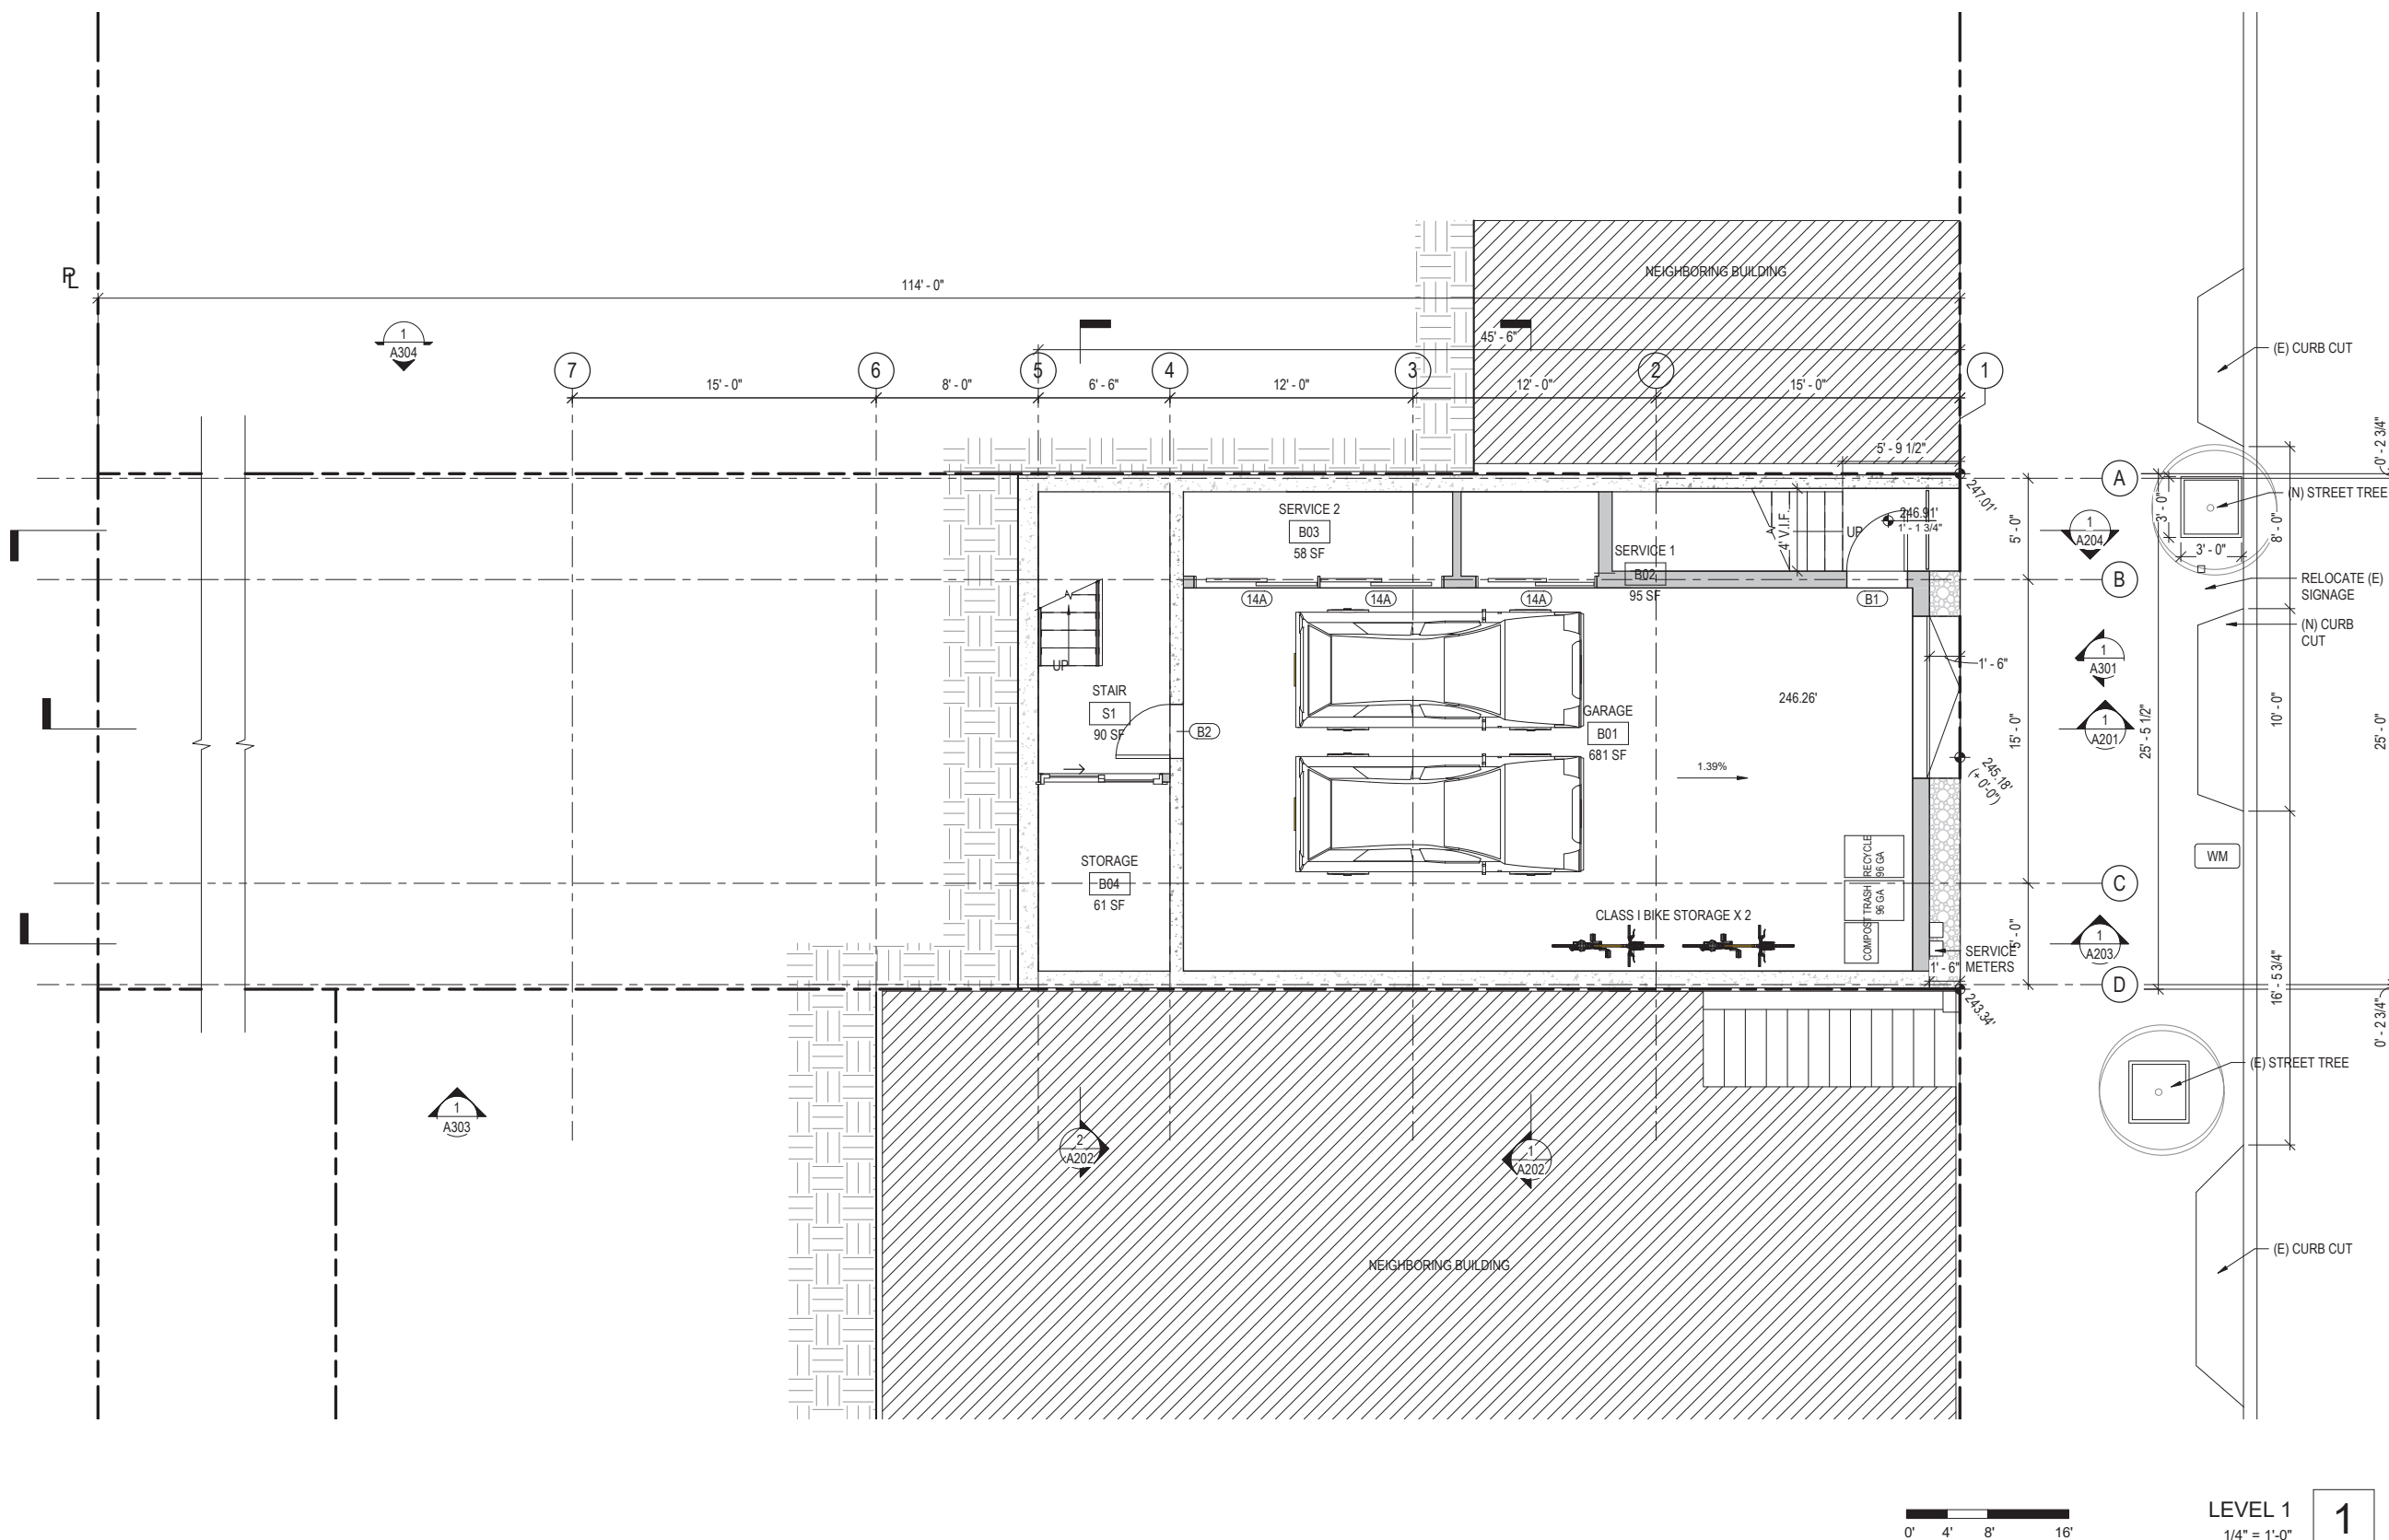 PL
114' - 0"
NEIGHBORING BUILDING
45' - 6"
1
A304
7
6
5
4
3
2
1
15' - 0"
8' - 0"
6' - 6"
12' - 0"
12' - 0"
15' - 0"
(E) CURB CUT
5' - 9 1/2"
0' - 2 3/4"
A
247.01'
(N) STREET TREE
3' - 0"
8' - 0"
3' - 0"
SERVICE 2
B03
58 SF
4' V.I.F.
UP
246.91'
1' - 1 3/4"
5' - 0"
1
A204
SERVICE 1
B02
95 SF
B
RELOCATE (E)
SIGNAGE
14A
14A
14A
B1
(N) CURB
CUT
UP
1' - 6"
1
A301
STAIR
S1
90 SF
B2
GARAGE
B01
681 SF
246.26'
15' - 0"
1
A201
25' - 5 1/2"
10' - 0"
25' - 0"
1.39%
245.18'
(+ 0'-0")
WM
STORAGE
B04
61 SF
RECYCLE
96 GA
TRASH
96 GA
COMPOST
C
CLASS I BIKE STORAGE X 2
SERVICE
METERS
5' - 0"
1' - 6"
1
A203
D
243.34'
16' - 5 3/4"
0' - 2 3/4"
(E) STREET TREE
1
A303
2
A202
1
A202
NEIGHBORING BUILDING
(E) CURB CUT
0'
4'
8'
16'
LEVEL 1
1/4" = 1'-0"
1